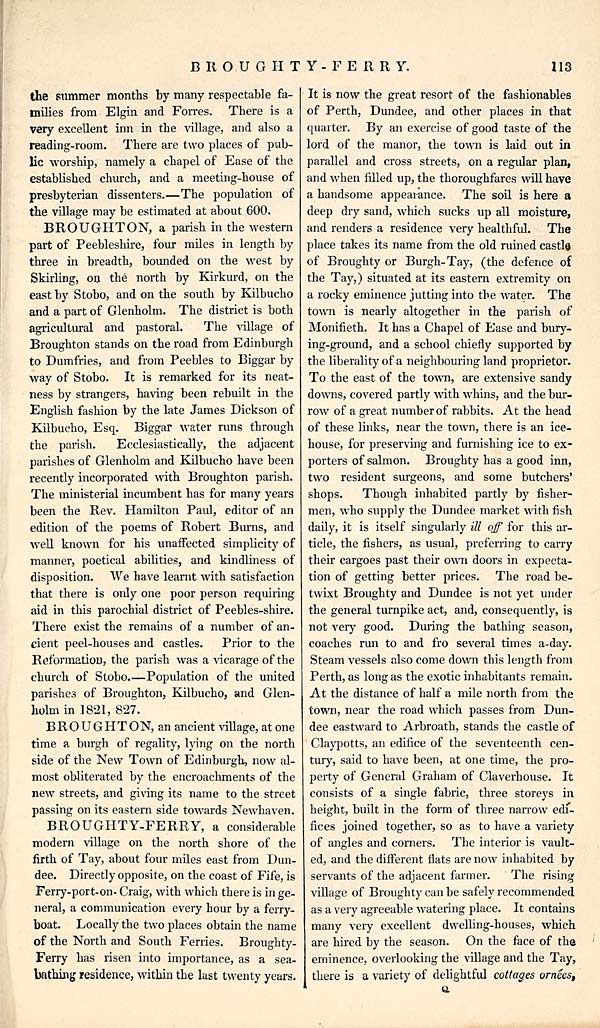 BROUGHTY-FERRY. 113
the summer months by many respectable fa-
milies from Elgin and Forres. There is a
very excellent inn in the village, and also a
reading-room. There are two places of pub-
lic worship, namely a chapel of Ease of the
established church, and a meeting-house of
presbyterian dissenters.—The population of
the village may be estimated at about 600.
BROUGHTON, a parish in the western
part of Peebleshire, four miles in length by
three in breadth, bounded on the west by
Skirling, on the north by Kirkurd, on the
east by Stobo, and on the south by Kilbucho
and a part of Glenholm. The district is both
agricultural and pastoral. The village of
Broughton stands on the road from Edinburgh
to Dumfries, and from Peebles to Biggar by
way of Stobo. It is remarked for its neat-
ness by strangers, having been rebuilt in the
English fashion by the late James Dickson of
Kilbucho, Esq. Biggar water runs through
the parish. Ecclesiastically, the adjacent
parishes of Glenholm and Kilbucho have been
recently incorporated with Broughton parish.
The ministerial incumbent has for many years
been the Rev. Hamilton Paul, editor of an
edition of the poems of Robert Burns, and
well known for his unaffected simplicity of
manner, poetical abilities, and kindliness of
disposition. We have learnt with satisfaction
that there is only one poor person requiring
aid in this parochial district of Peebles-shire.
There exist the remains of a number of an-
cient peel-houses and castles. Prior to the
Reformation, the parish was a vicarage of the
church of Stobo.—Population of the united
parishes of Broughton, Kilbucho, and Glen-
holm in 1821, 827.
BROUGHTON, an ancient village, at one
time a burgh of regality, lying on the north
side of the New Town of Edinburgh, now al-
most obliterated by the encroachments of the
new streets, and giving its name to the street
passing on its eastern side towards Newhaven.
BROUGHTY-FERRY, a considerable
modern village on the north shore of the
firth of Tay, about four miles east from Dun-
dee. Directly opposite, on the coast of Fife, is
Ferry-port-on-Craig, with which there is in ge-
neral, a communication every hour by a ferry-
boat. Locally the two places obtain the name
of the North and South Ferries. Broughty-
Ferry has risen into importance, as a sea-
bathing residence, within the last twenty years.
It is now the great resort of the fashionables
of Perth, Dundee, and other places in that
quarter. By an exercise of good taste of the
lord of the manor, the town is laid out in
parallel and cross streets, on a regular plan,
and when filled up, the thoroughfares will have
a handsome appearance. The soil is here a
deep dry sand, which sucks up all moisture,
and renders a residence very healthful. The
place takes its name from the old ruined castle
of Broughty or Burgh-Tay, (the defence of
the Tay,) situated at its eastern extremity on
a rocky eminence jutting into the water. The
town is nearly altogether in the parish of
Monifieth. It has a Chapel of Ease and bury-
ing-ground, and a school chiefly supported by
the liberality of a neighbouring land proprietor.
To the east of the town, are extensive sandy
downs, covered partly with whins, and the bur-
row of a great number of rabbits. At the head
of these links, near the town, there is an ice-
house, for preserving and furnishing ice to ex-
porters of salmon. Broughty has a good inn,
two resident surgeons, and some butchers'
shops. Though inhabited partly by fisher-
men, who supply the Dundee market with fish
daily, it is itself singularly ill off for this ar-
ticle, the fishers, as usual, preferring to carry
their cargoes past their own doors in expecta-
tion of getting better prices. The road be-
twixt Broughty and Dundee is not yet under
the general turnpike act, and, consequently, is
not very good. During the bathing season,
coaches run to and fro several times a-day.
Steam vessels also come down this length from
Perth, as long as the exotic inhabitants remain.
At the distance of half a mile north from the
town, near the road which passes from Dun-
dee eastward to Arbroath, stands the castle of
Claypotts, an edifice of the seventeenth cen-
tury, said to have been, at one time, the pro-
perty of General Graham of Claverhouse. It
consists of a single fabric, three storeys in
height, built in the form of three narrow edi-
fices joined together, so as to have a variety
of angles and corners. The interior is vault-
ed, and the different flats are now inhabited by
servants of the adjacent farmer. The rising
village of Broughty can be safely recommended
as a very agreeable watering place. It contains
many very excellent dwelling-houses, which
are hired by the season. On the face of the
eminence, overlooking the village and the Tay,
there is a variety of delightful cottages ornées,
Q